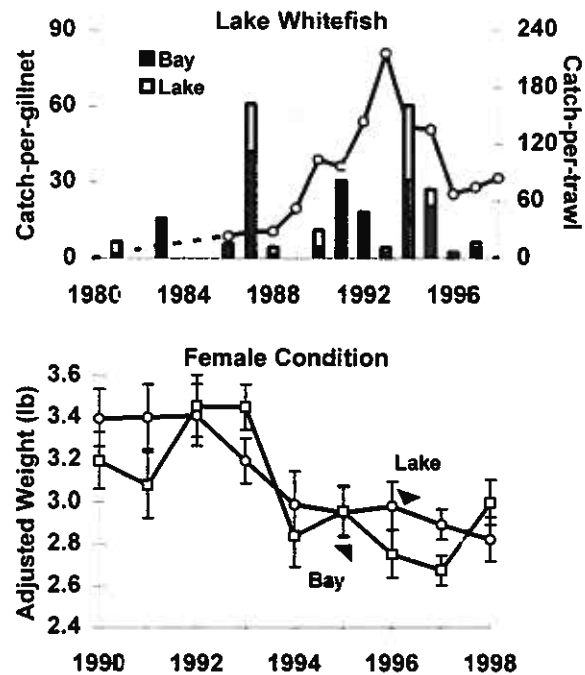 Lake Whitefish
90
60
30
0
240
180
120
60
0
Catch-per-gillnet
Catch-per-trawl
Bay
Lake
1980 1984 1988 1992 1996
Female Condition
3.6
3.4
3.2
3.0
2.8
2.6
2.4
Adjusted Weight (lb)
Lake
Bay
1990 1992 1994 1996 1998